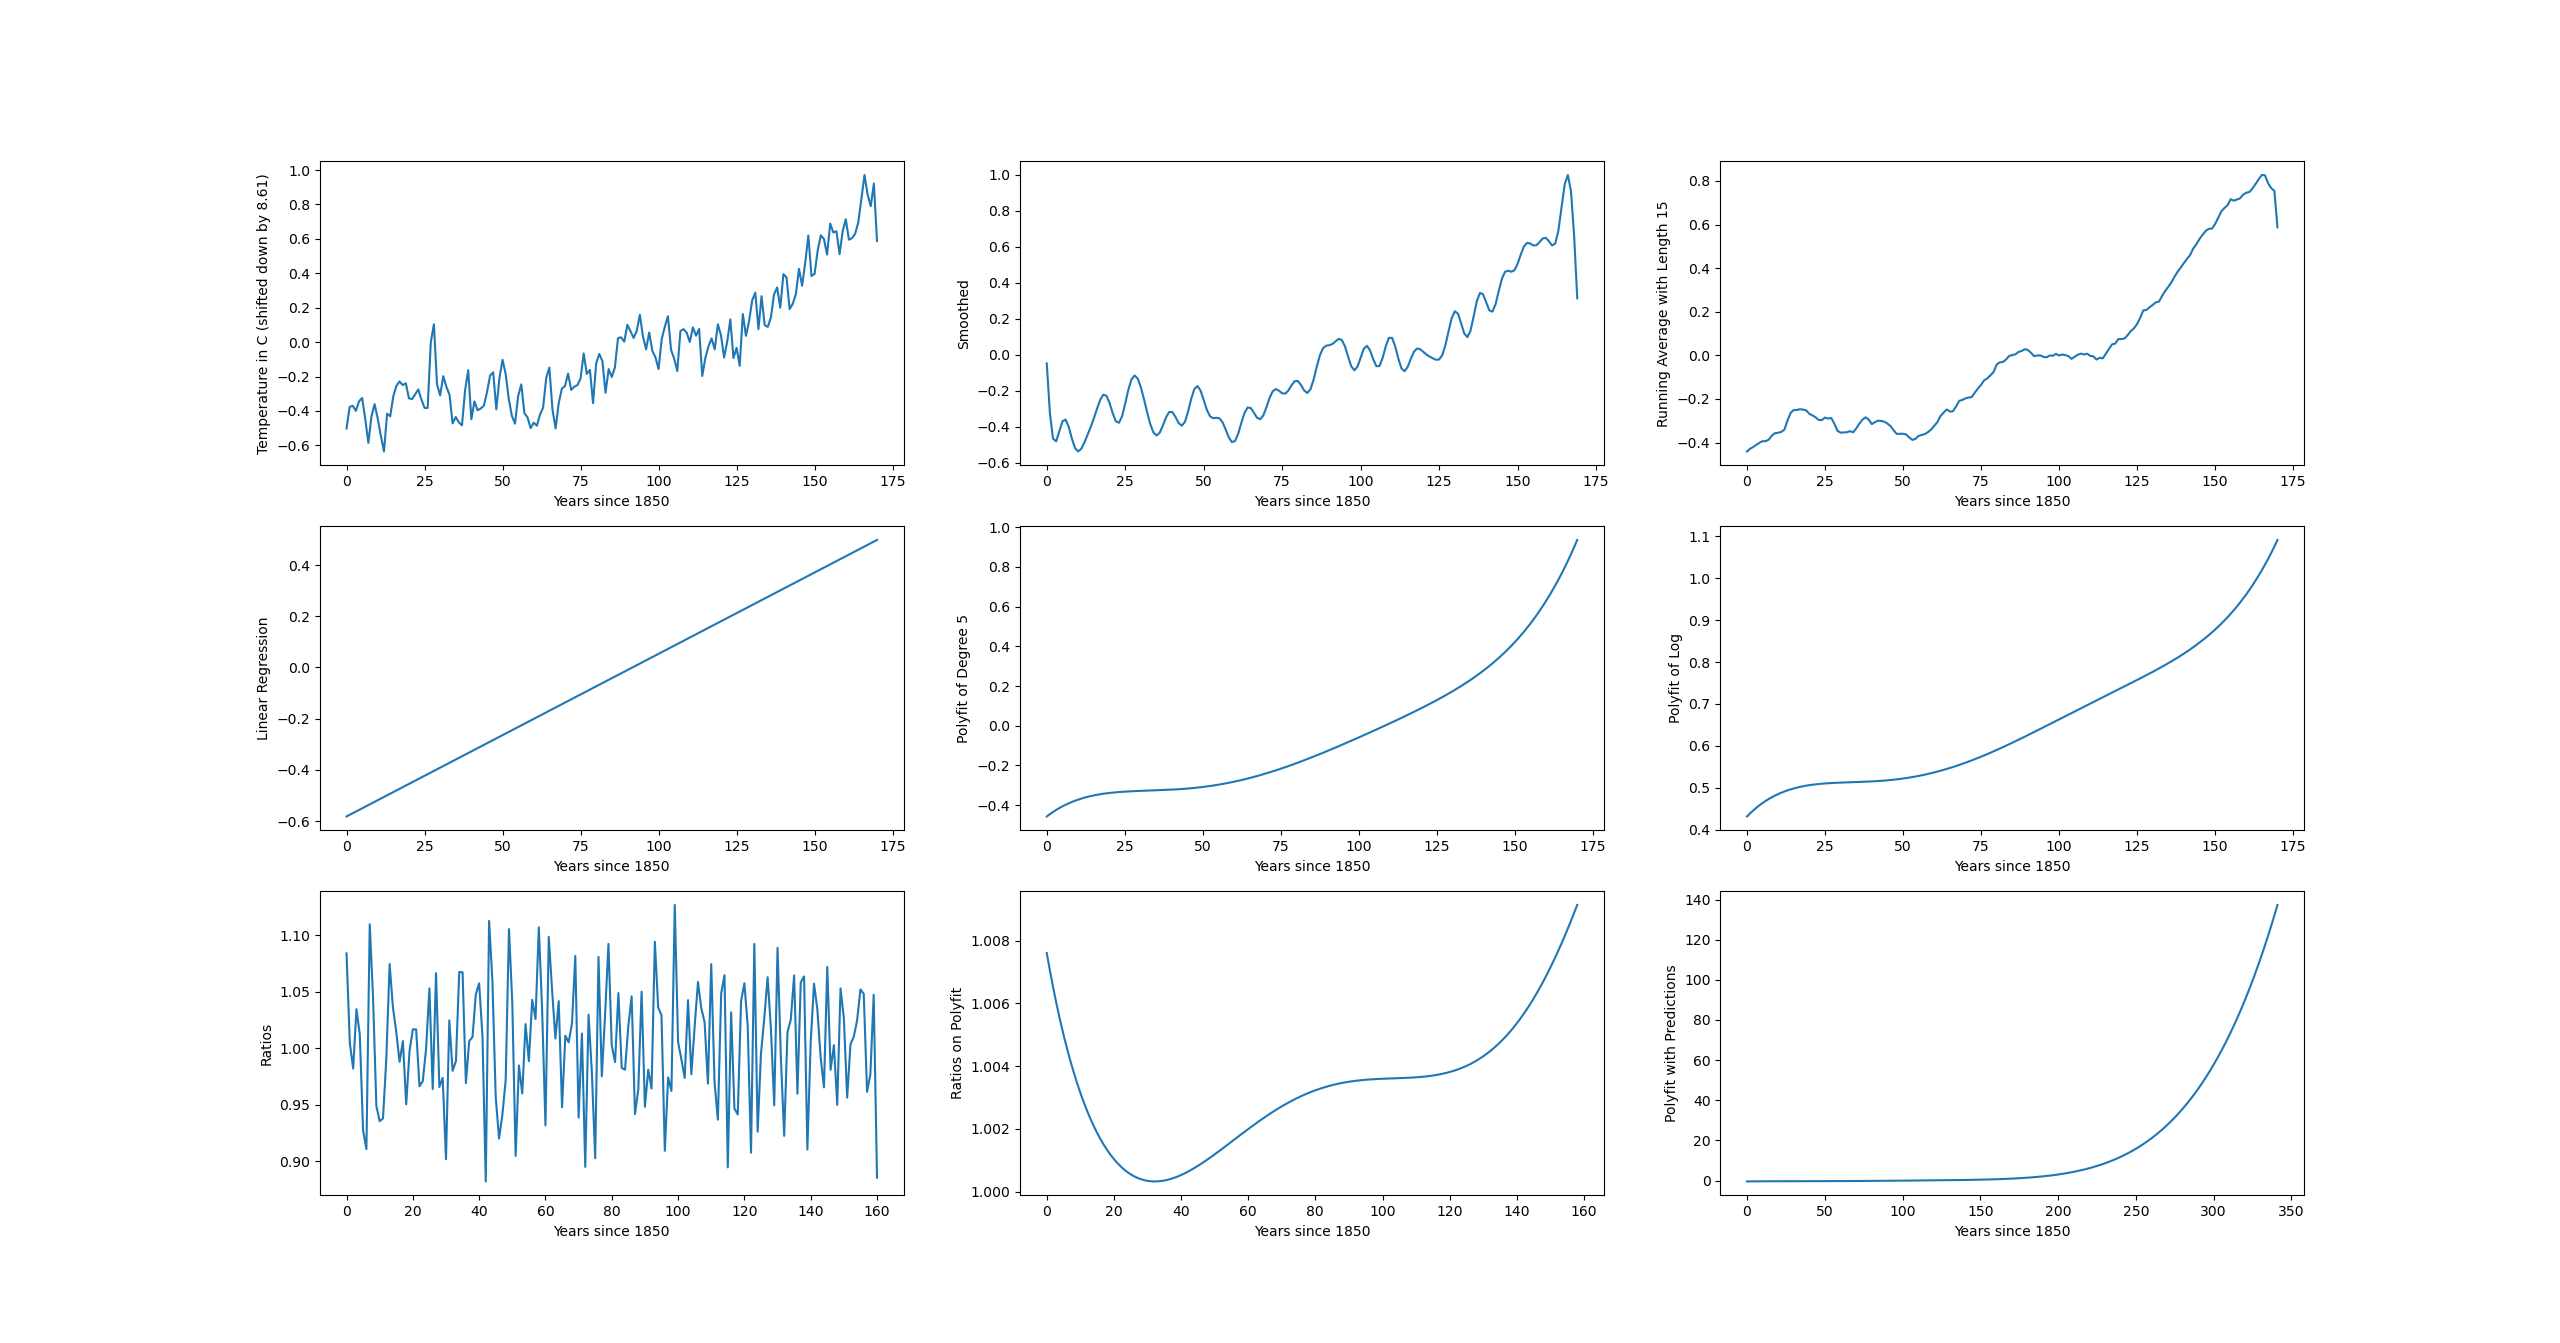 Temperature in C (shifted down by 8.61)
1.0
0.8
0.6
0.4
0.2
0.0
−0.2
−0.4
−0.6
0 25 50 75 100 125 150 175
Years since 1850
Smoothed
1.0
0.8
0.6
0.4
0.2
0.0
−0.2
−0.4
−0.6
0 25 50 75 100 125 150 175
Years since 1850
Running Average with Length 15
0.8
0.6
0.4
0.2
0.0
−0.2
−0.4
0 25 50 75 100 125 150 175
Years since 1850
Linear Regression
0.4
0.2
0.0
−0.2
−0.4
−0.6
0 25 50 75 100 125 150 175
Years since 1850
Polyfit of Degree 5
1.0
0.8
0.6
0.4
0.2
0.0
−0.2
−0.4
0 25 50 75 100 125 150 175
Years since 1850
Polyfit of Log
1.1
1.0
0.9
0.8
0.7
0.6
0.5
0.4
0 25 50 75 100 125 150 175
Years since 1850
Ratios
1.10
1.05
1.00
0.95
0.90
0 20 40 60 80 100 120 140 160
Years since 1850
Ratios on Polyfit
1.008
1.006
1.004
1.002
1.000
0 20 40 60 80 100 120 140 160
Years since 1850
Polyfit with Predictions
140
120
100
80
60
40
20
0
0 50 100 150 200 250 300 350
Years since 1850